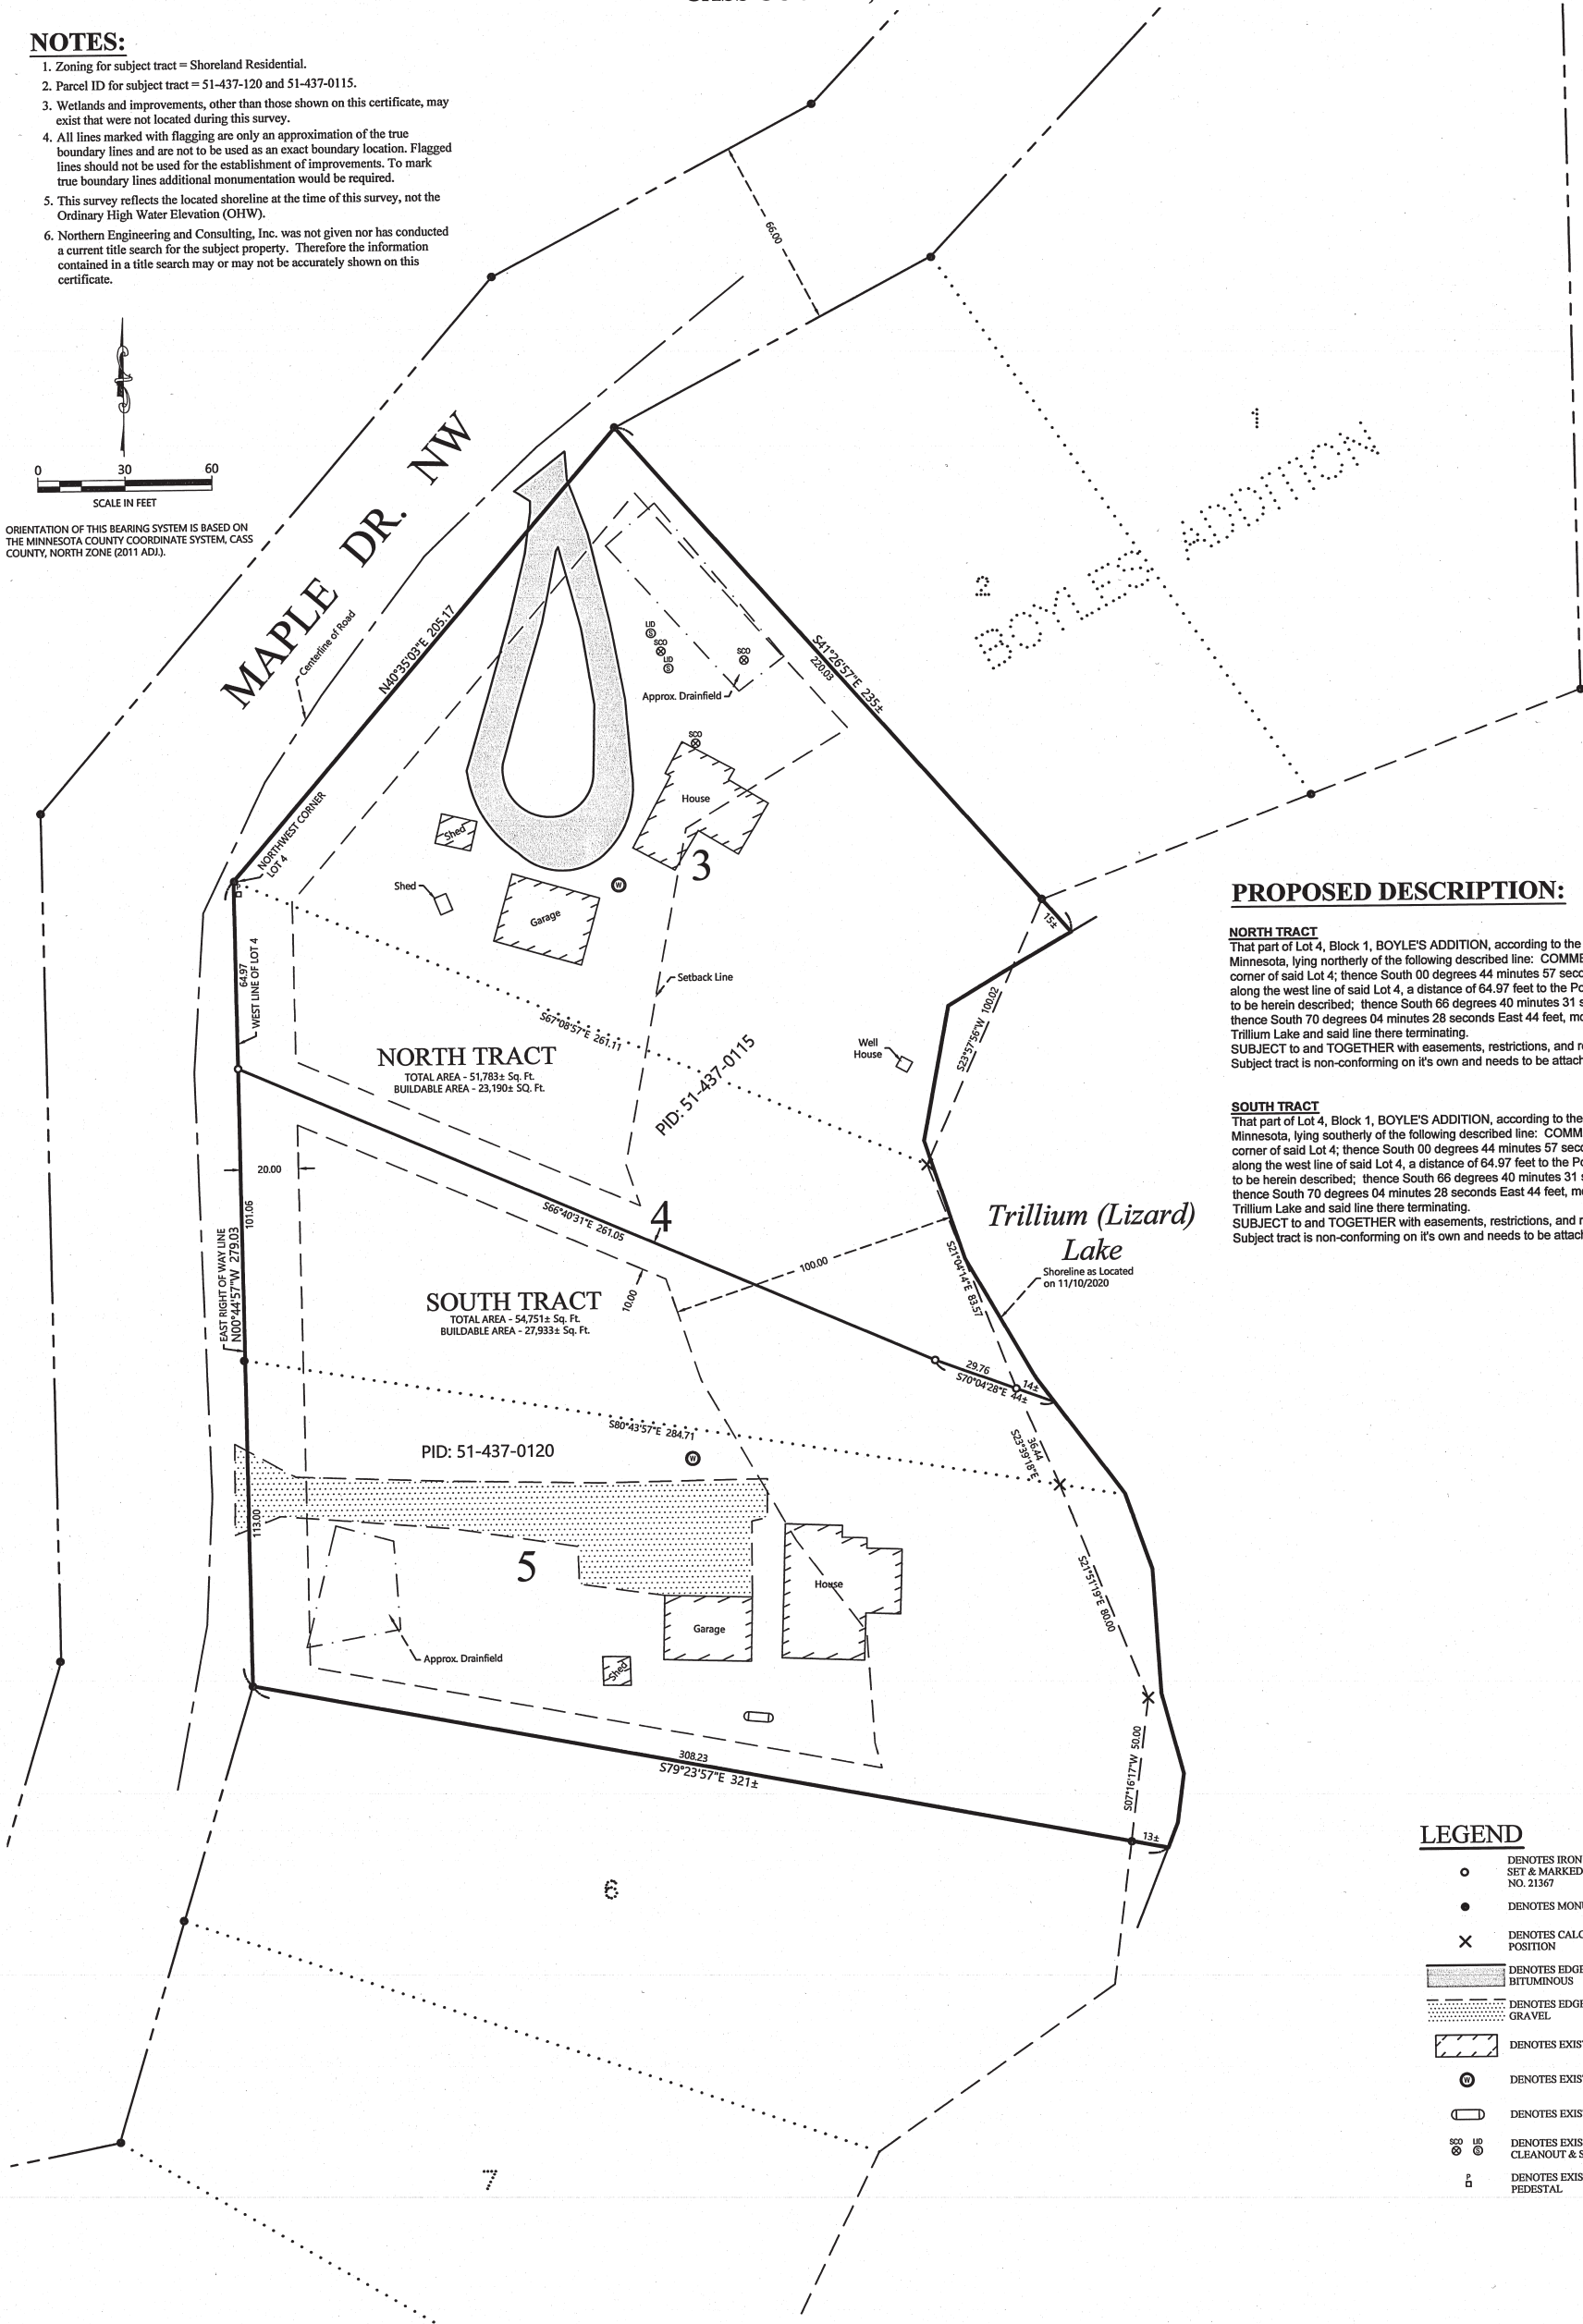 NOTES:
1. Zoning for subject tract = Shoreland Residential.
2. Parcel ID for subject tract = 51-437-120 and 51-437-0115.
3. Wetlands and improvements, other than those shown on this certificate, may
exist that were not located during this survey.
4. All lines marked with flagging are only an approximation of the true
boundary lines and are not to be used as an exact boundary location. Flagged
lines should not be used for the establishment of improvements. To mark
true boundary lines additional monumentation would be required.
5. This survey reflects the located shoreline at the time of this survey, not the
Ordinary High Water Elevation (OHW).
6. Northern Engineering and Consulting, Inc. was not given nor has conducted
a current title search for the subject property. Therefore the information
contained in a title search may or may not be accurately shown on this
certificate.
0 30 60
SCALE IN FEET
ORIENTATION OF THIS BEARING SYSTEM IS BASED ON
THE MINNESOTA COUNTY COORDINATE SYSTEM, CASS
COUNTY, NORTH ZONE (2011 ADJ.).
66.00
MAPLE DR. NW
Centerline of Road
N40°35'03"E 205.17
1
2
BOYLES ADDITION
LID
S
SCO
LID
S
SCO
Approx. Drainfield
S41°26'57"E 235±
220.03
SCO
House
Shed
3
W
NORTHWEST CORNER
LOT 4
P
Shed
Garage
15±
64.97
WEST LINE OF LOT 4
Setback Line
S67°08'57"E 261.11
S23°57'56"W 100.02
Well
House
NORTH TRACT
TOTAL AREA - 51,783± Sq. Ft.
BUILDABLE AREA - 23,190± SQ. Ft.
PID: 51-437-0115
20.00
101.06
EAST RIGHT OF WAY LINE
N00°44'57"W 279.03
S66°40'31"E 261.05
4
Trillium (Lizard)
Lake
Shoreline as Located
on 11/10/2020
100.00
S21°04'14"E 83.57
10.00
SOUTH TRACT
TOTAL AREA - 54,751± Sq. Ft.
BUILDABLE AREA - 27,933± Sq. Ft.
29.76
14±
S70°04'28"E 44±
S80°43'57"E 284.71
36.44
S23°39'18"E
PID: 51-437-0120
W
113.00
5
House
S21°51'19"E 80.00
Garage
Approx. Drainfield
Shed
308.23
S79°23'57"E 321±
S07°16'17"W 50.00
13±
6
7
PROPOSED DESCRIPTION:
NORTH TRACT
That part of Lot 4, Block 1, BOYLE'S ADDITION, according to the
Minnesota, lying northerly of the following described line: COMME
corner of said Lot 4; thence South 00 degrees 44 minutes 57 seco
along the west line of said Lot 4, a distance of 64.97 feet to the Po
to be herein described; thence South 66 degrees 40 minutes 31 s
thence South 70 degrees 04 minutes 28 seconds East 44 feet, mo
Trillium Lake and said line there terminating.
SUBJECT to and TOGETHER with easements, restrictions, and re
Subject tract is non-conforming on it's own and needs to be attach
SOUTH TRACT
That part of Lot 4, Block 1, BOYLE'S ADDITION, according to the
Minnesota, lying southerly of the following described line: COMM
corner of said Lot 4; thence South 00 degrees 44 minutes 57 seco
along the west line of said Lot 4, a distance of 64.97 feet to the Po
to be herein described; thence South 66 degrees 40 minutes 31 s
thence South 70 degrees 04 minutes 28 seconds East 44 feet, mo
Trillium Lake and said line there terminating.
SUBJECT to and TOGETHER with easements, restrictions, and r
Subject tract is non-conforming on it's own and needs to be attach
LEGEND
DENOTES IRON
SET & MARKED
NO. 21367
DENOTES MON
DENOTES CALC
POSITION
DENOTES EDGE
BITUMINOUS
DENOTES EDGE
GRAVEL
DENOTES EXIS
W
DENOTES EXIS
DENOTES EXIS
SCO LID
S
DENOTES EXIS
CLEANOUT & S
P
DENOTES EXIS
PEDESTAL